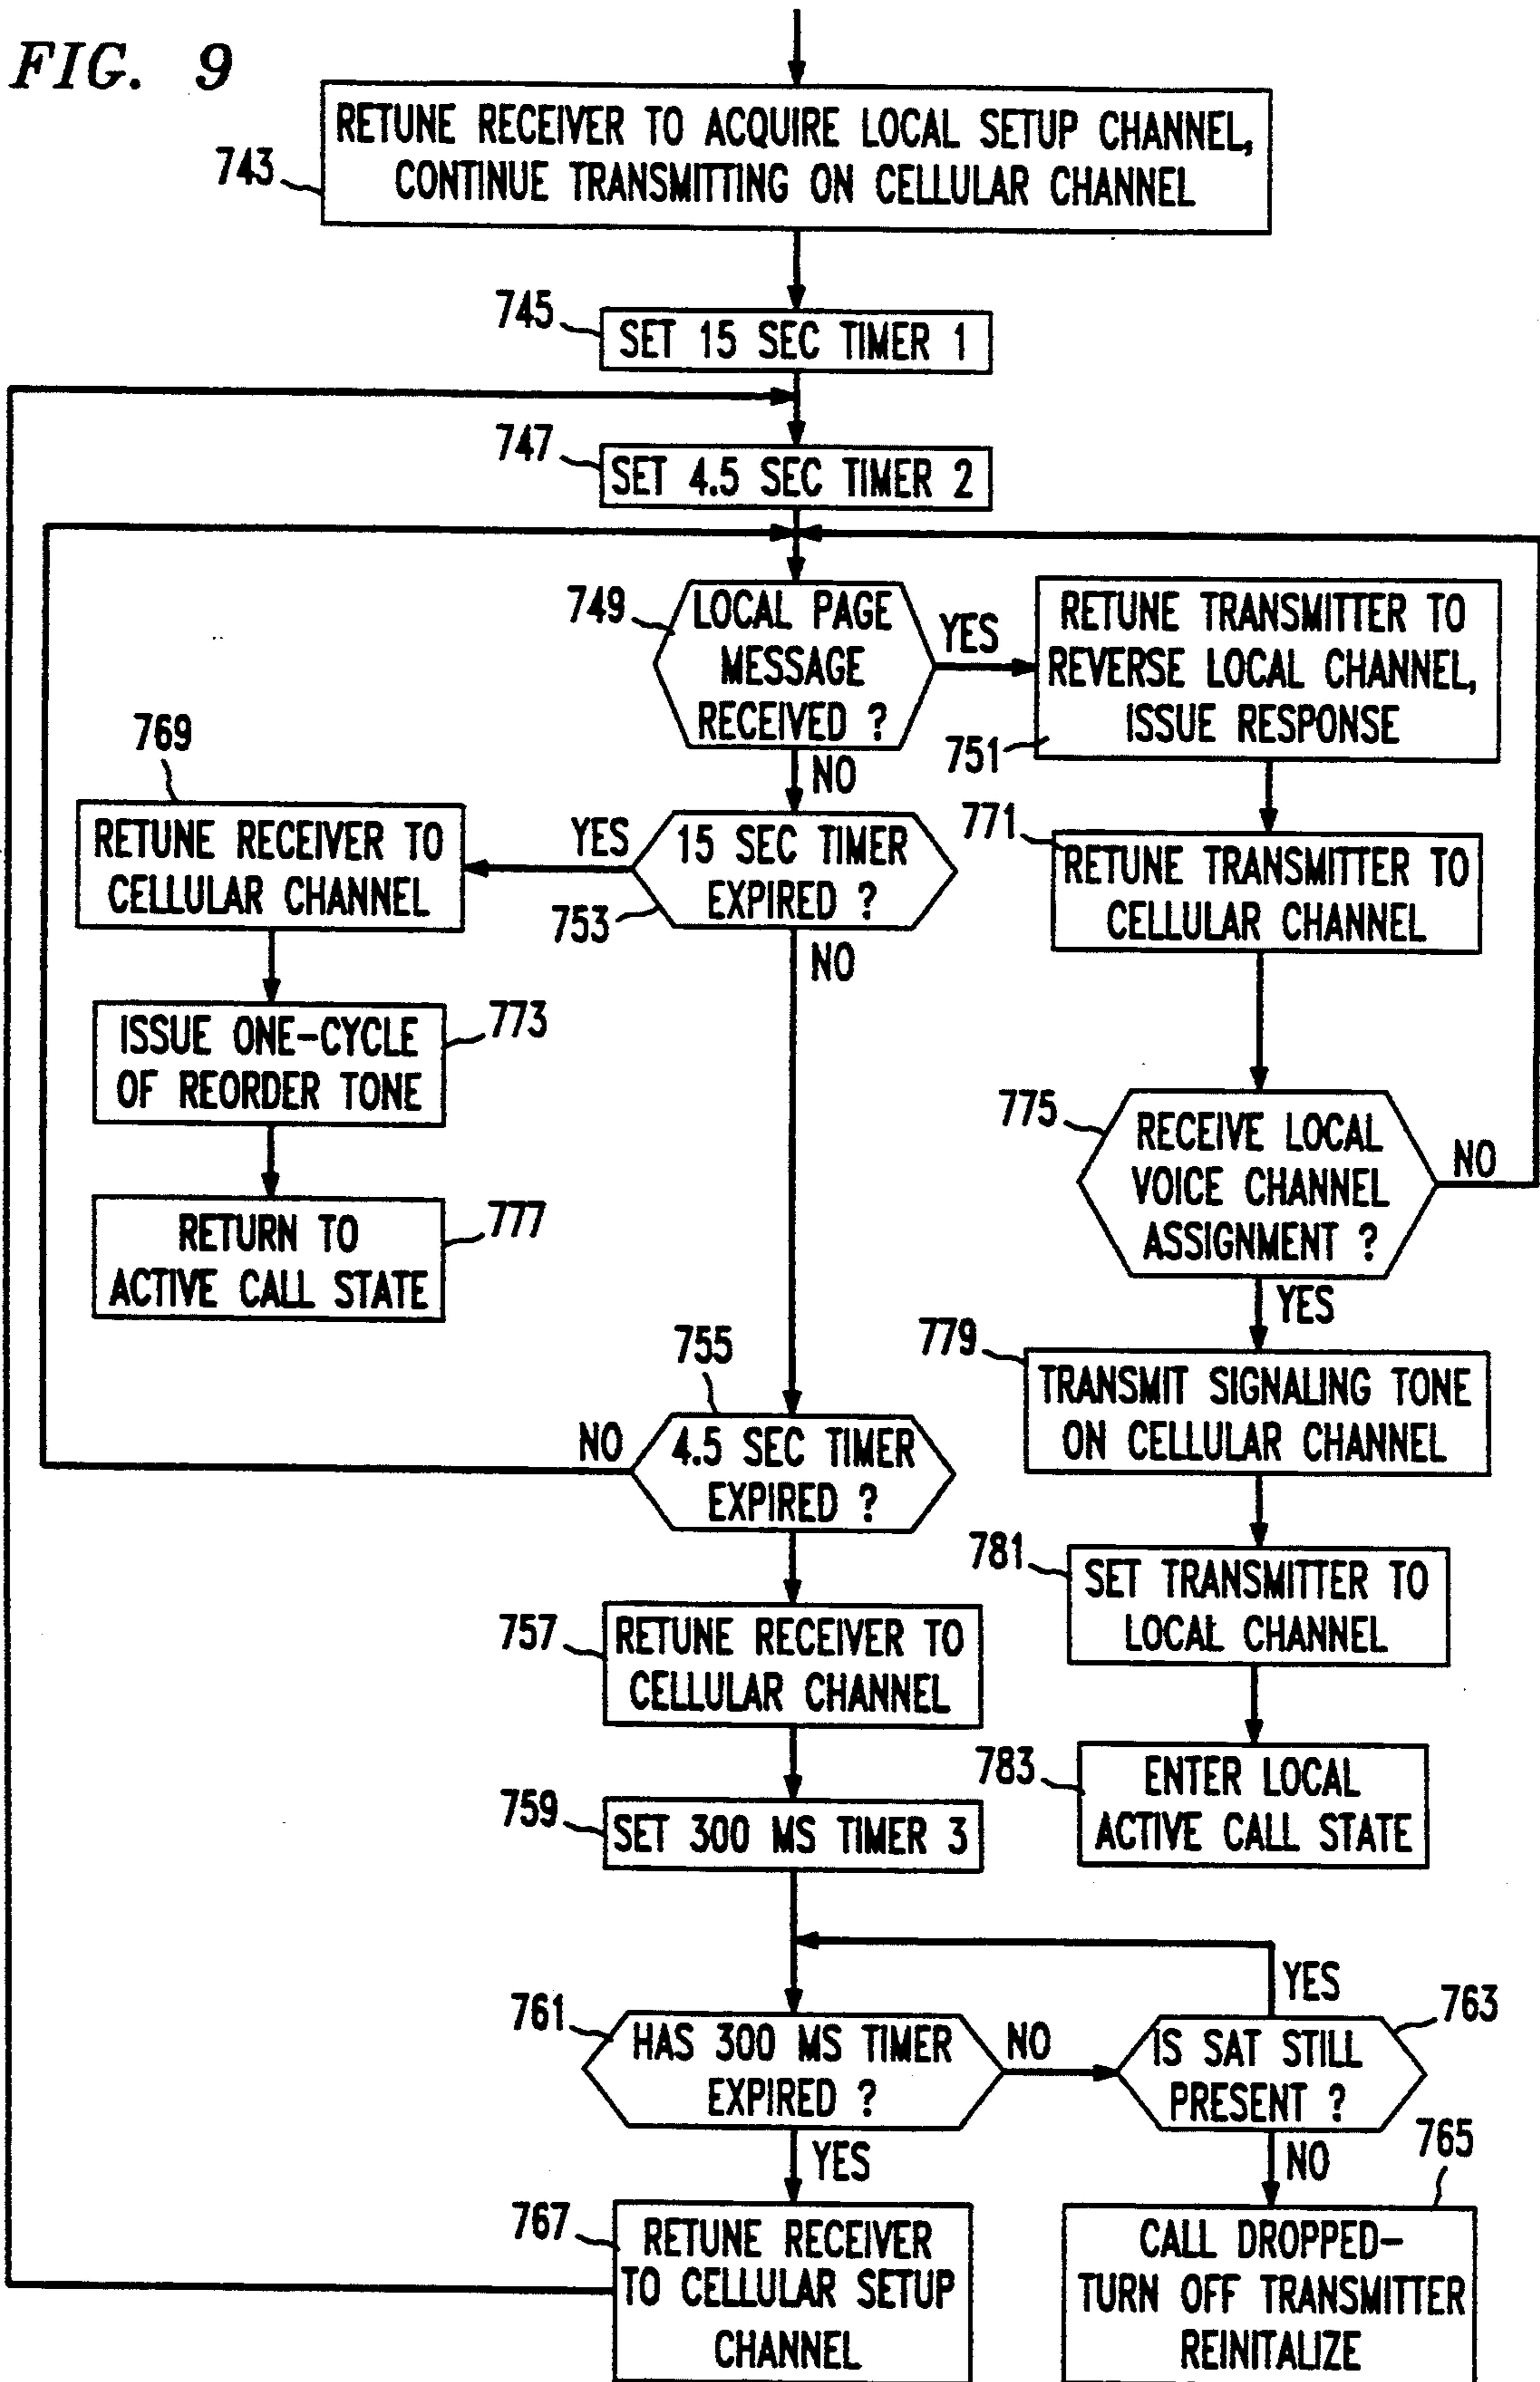 FIG. 9
RETUNE RECEIVER TO ACQUIRE LOCAL SETUP CHANNEL,
CONTINUE TRANSMITTING ON CELLULAR CHANNEL
743
745
SET 15 SEC TIMER 1
747
SET 4.5 SEC TIMER 2
749
LOCAL PAGE
MESSAGE
RECEIVED ?
YES
NO
RETUNE TRANSMITTER TO
REVERSE LOCAL CHANNEL,
ISSUE RESPONSE
751
769
RETUNE RECEIVER TO
CELLULAR CHANNEL
YES
15 SEC TIMER
EXPIRED ?
753
NO
771
RETUNE TRANSMITTER TO
CELLULAR CHANNEL
ISSUE ONE-CYCLE
OF REORDER TONE
773
775
RECEIVE LOCAL
VOICE CHANNEL
ASSIGNMENT ?
NO
YES
RETURN TO
ACTIVE CALL STATE
777
755
NO
4.5 SEC TIMER
EXPIRED ?
779
TRANSMIT SIGNALING TONE
ON CELLULAR CHANNEL
781
SET TRANSMITTER TO
LOCAL CHANNEL
757
RETUNE RECEIVER TO
CELLULAR CHANNEL
783
ENTER LOCAL
ACTIVE CALL STATE
759
SET 300 MS TIMER 3
761
HAS 300 MS TIMER
EXPIRED ?
NO
YES
YES
763
IS SAT STILL
PRESENT ?
NO
765
767
RETUNE RECEIVER
TO CELLULAR SETUP
CHANNEL
CALL DROPPED-
TURN OFF TRANSMITTER
REINITALIZE